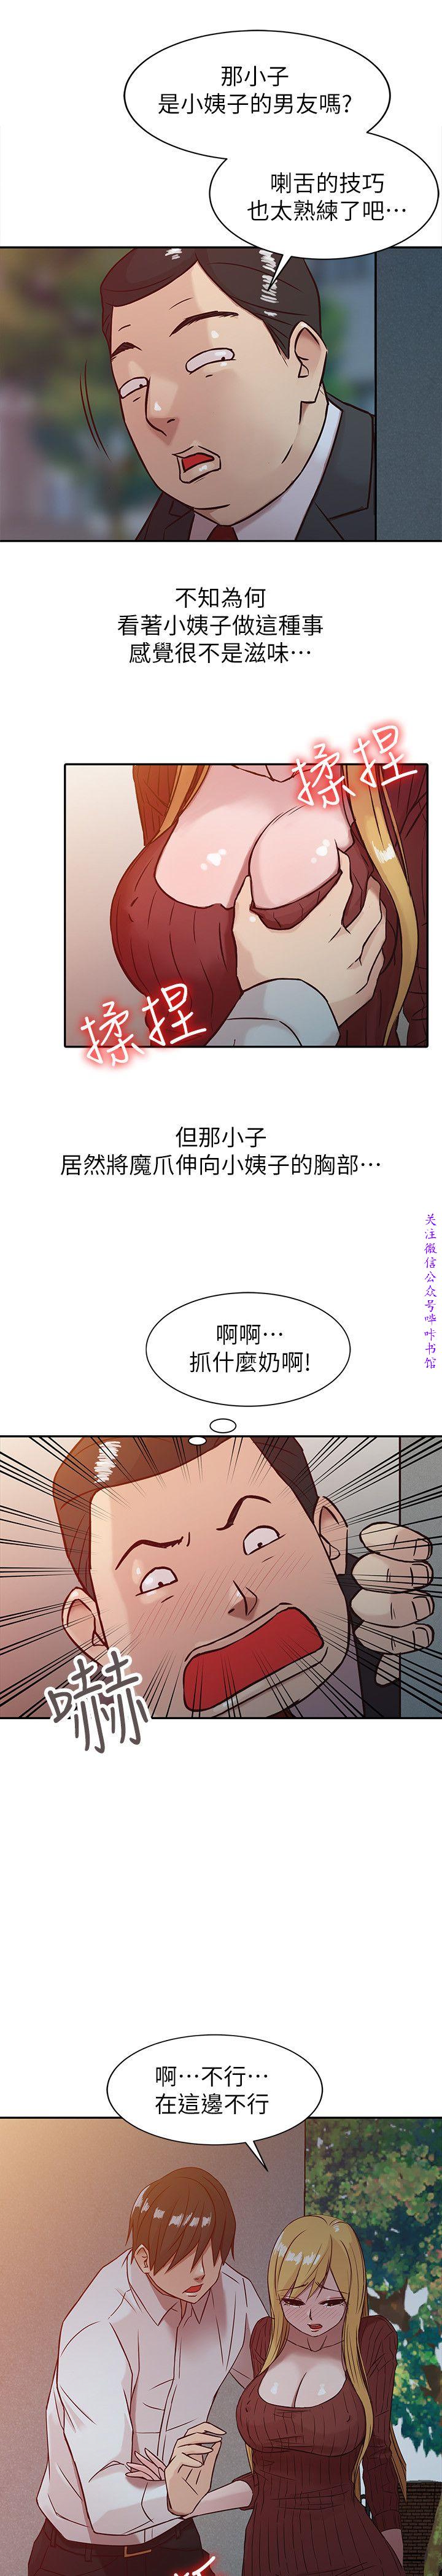 那小子
是小姨子的男友嗎?
喇舌的技巧
也太熟練了吧…
不知為何
看著小姨子做這種事
感覺很不是滋味…
揉捏
揉捏
但那小子
居然將魔爪伸向小姨子的胸部…
关注微信公众号哔咔书馆
啊啊…
抓什麼奶啊!
嚇
啊…不行…
在這邊不行